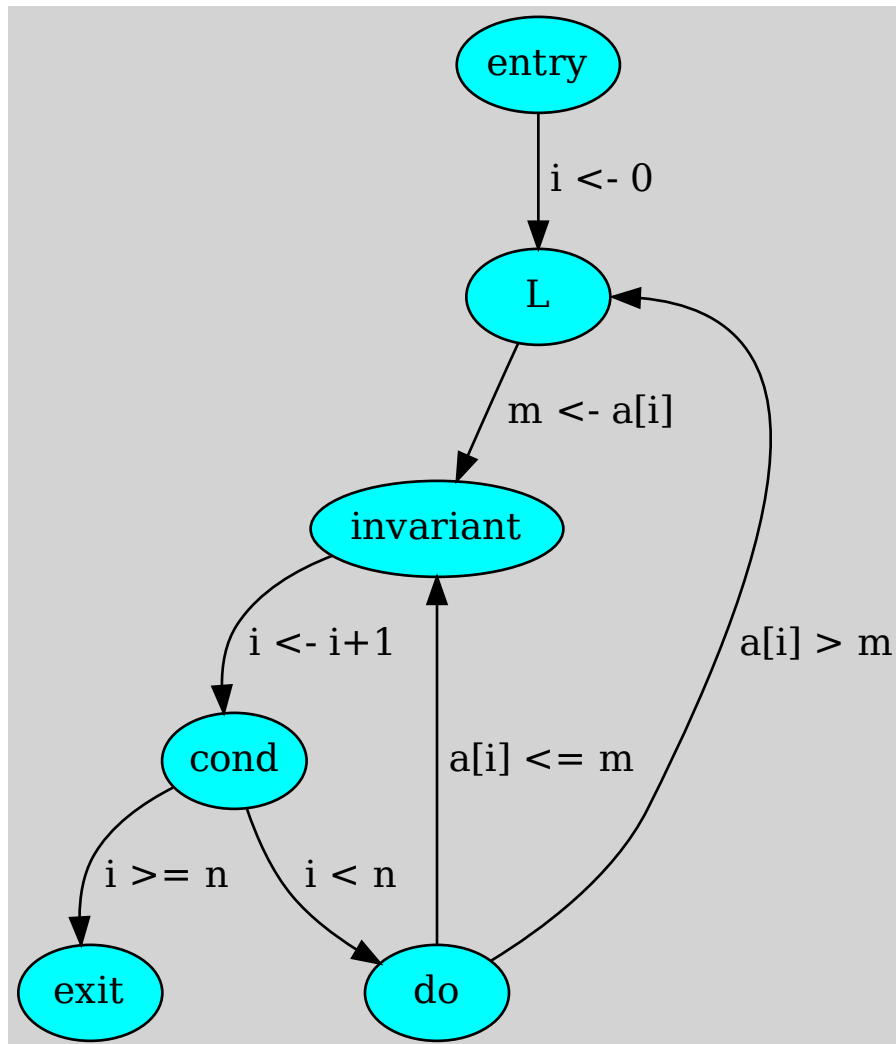 entry
i <- 0
L
m <- a[i]
invariant
i <- i+1
a[i] > m
cond
a[i] <= m
i >= n
i < n
exit
do